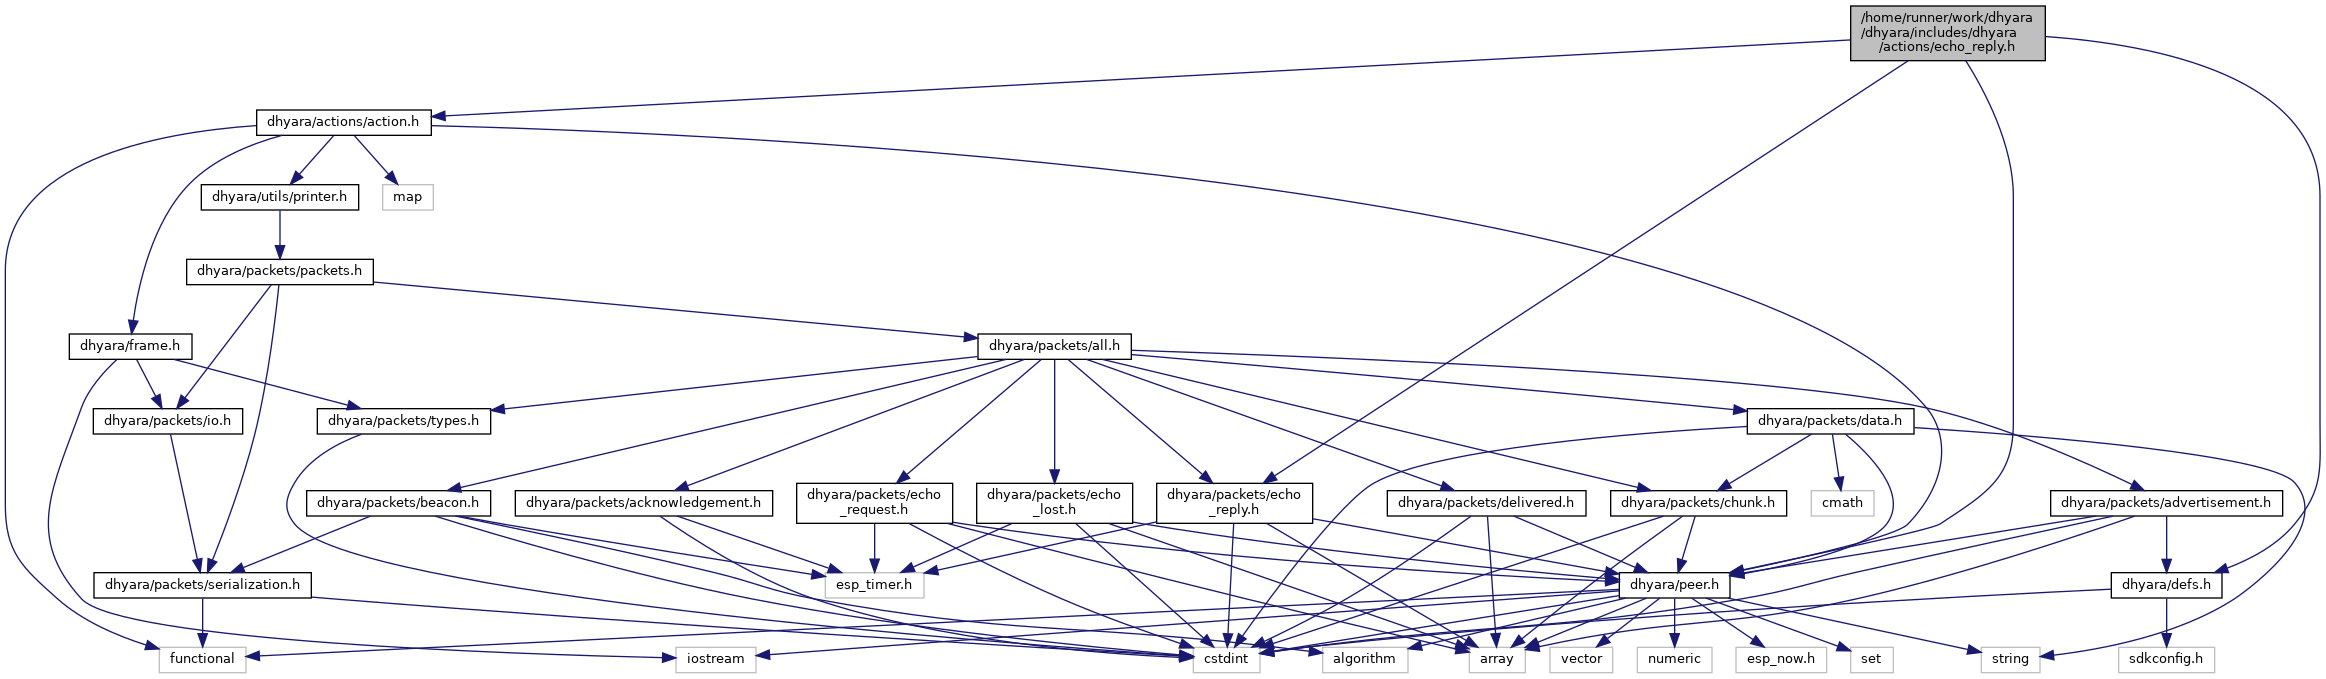 /home/runner/work/dhyara
/dhyara/includes/dhyara
/actions/echo_reply.h
dhyara/actions/action.h
dhyara/utils/printer.h
map
dhyara/packets/packets.h
dhyara/frame.h
dhyara/packets/all.h
dhyara/packets/io.h
dhyara/packets/types.h
dhyara/packets/data.h
dhyara/packets/beacon.h
dhyara/packets/acknowledgement.h
dhyara/packets/echo
_request.h
dhyara/packets/echo
_lost.h
dhyara/packets/echo
_reply.h
dhyara/packets/delivered.h
dhyara/packets/chunk.h
cmath
dhyara/packets/advertisement.h
dhyara/packets/serialization.h
esp_timer.h
dhyara/peer.h
dhyara/defs.h
functional
iostream
cstdint
algorithm
array
vector
numeric
esp_now.h
set
string
sdkconfig.h